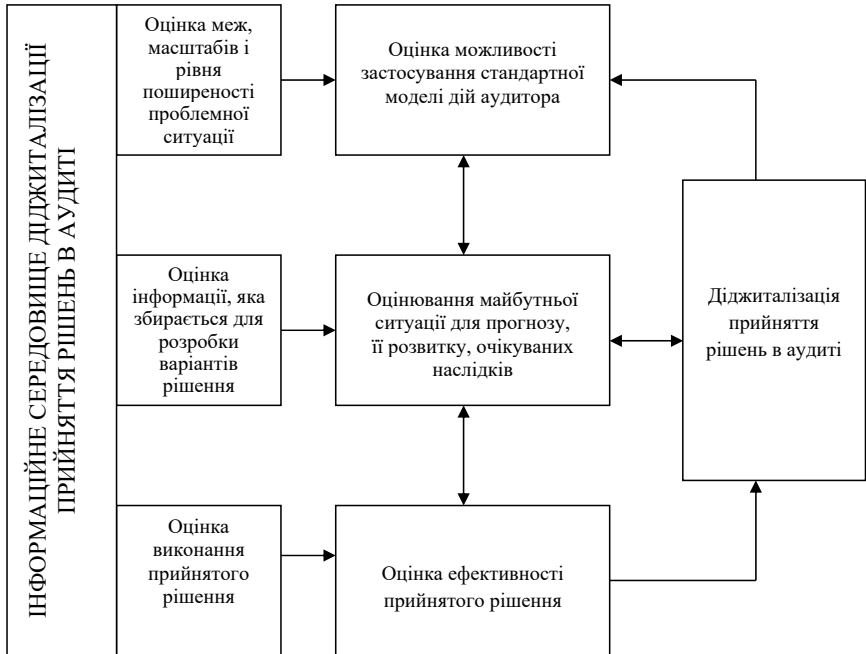 ІНФОРМАЦІЙНЕ СЕРЕДОВИЩЕ ДІДЖИТАЛІЗАЦІЇ
ПРИЙНЯТТЯ РІШЕНЬ В АУДИТІ
Оцінка меж,
масштабів і
рівня
поширеності
проблемної
ситуації
Оцінка можливості
застосування стандартної
моделі дій аудитора
Оцінка
інформації, яка
збирається для
розробки
варіантів
рішення
Оцінювання майбутньої
ситуації для прогнозу,
її розвитку, очікуваних
наслідків
Діджиталізація
прийняття
рішень в аудиті
Оцінка
виконання
прийнятого
рішення
Оцінка ефективності
прийнятого рішення